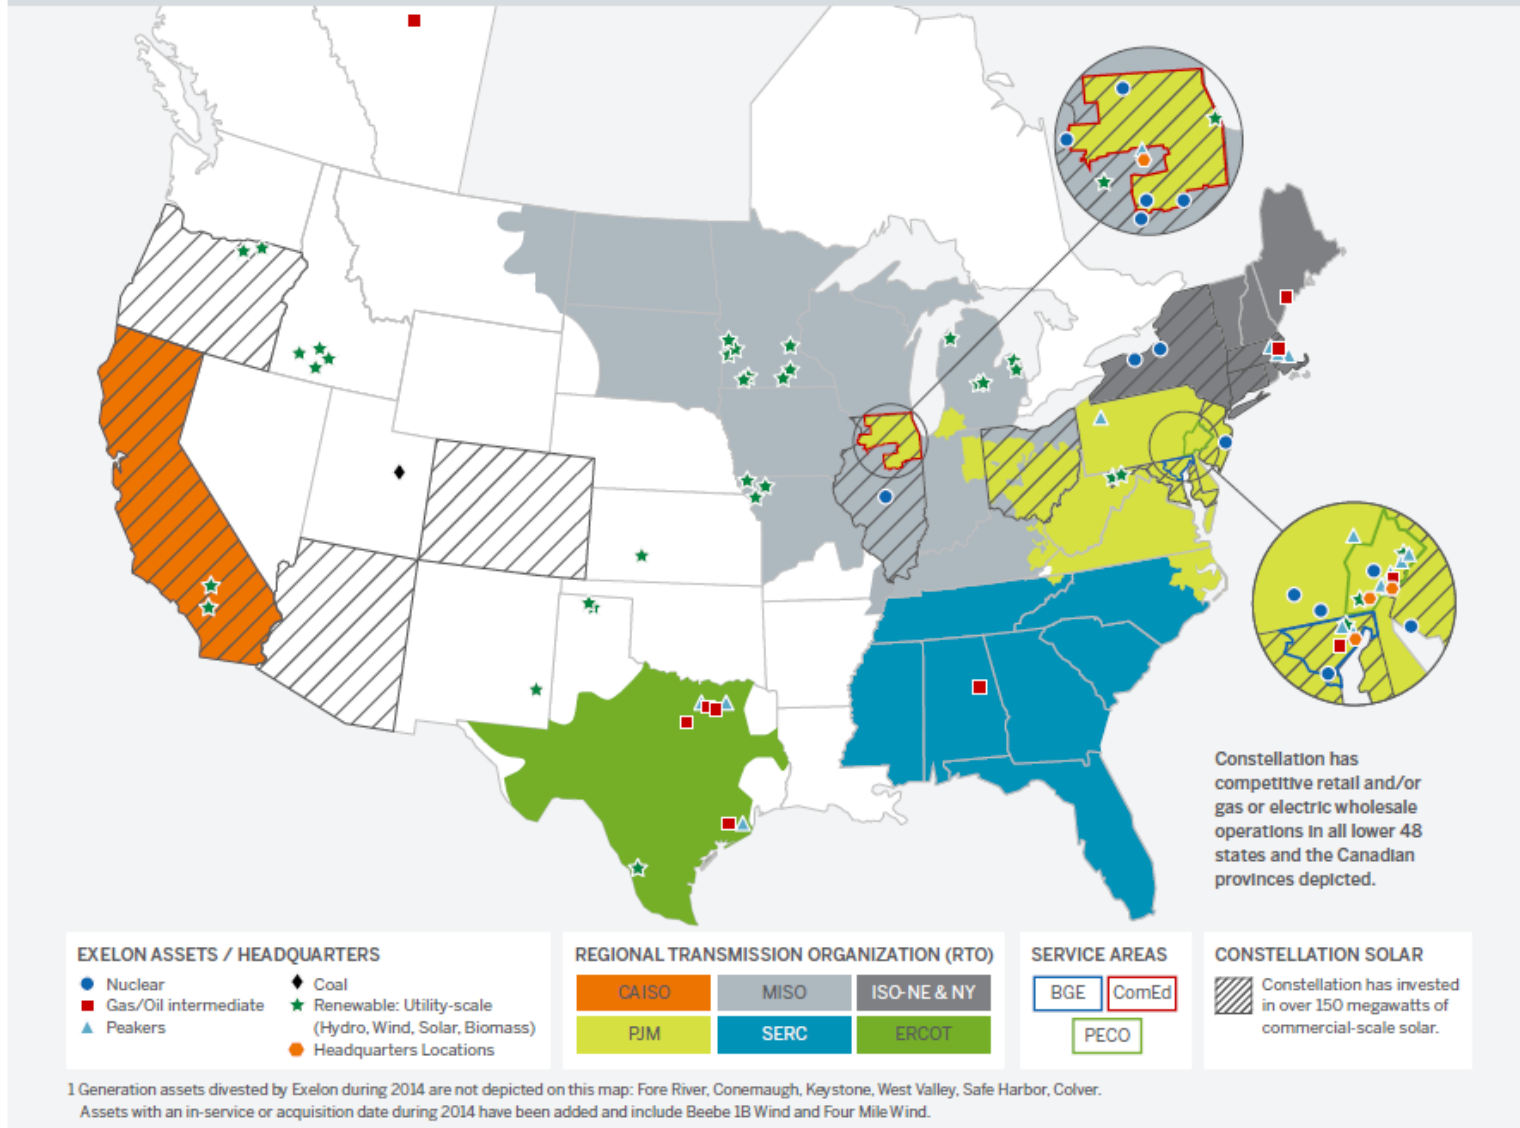 Constellation has
competitive retail and/or
gas or electric wholesale
operations in all lower 48
states and the Canadian
provinces depicted.
EXELON ASSETS / HEADQUARTERS
Nuclear
Gas/Oil intermediate
Peakers
Coal
Renewable: Utility-scale
(Hydro, Wind, Solar, Biomass)
Headquarters Locations
REGIONAL TRANSMISSION ORGANIZATION (RTO)
CAISO
MISO
ISO-NE & NY
PJM
SERC
ERCOT
SERVICE AREAS
BGE
ComEd
PECO
CONSTELLATION SOLAR
Constellation has invested
in over 150 megawatts of
commercial-scale solar.
1 Generation assets divested by Exelon during 2014 are not depicted on this map: Fore River, Conemaugh, Keystone, West Valley, Safe Harbor, Colver.
Assets with an in-service or acquisition date during 2014 have been added and include Beebe 1B Wind and Four Mile Wind.